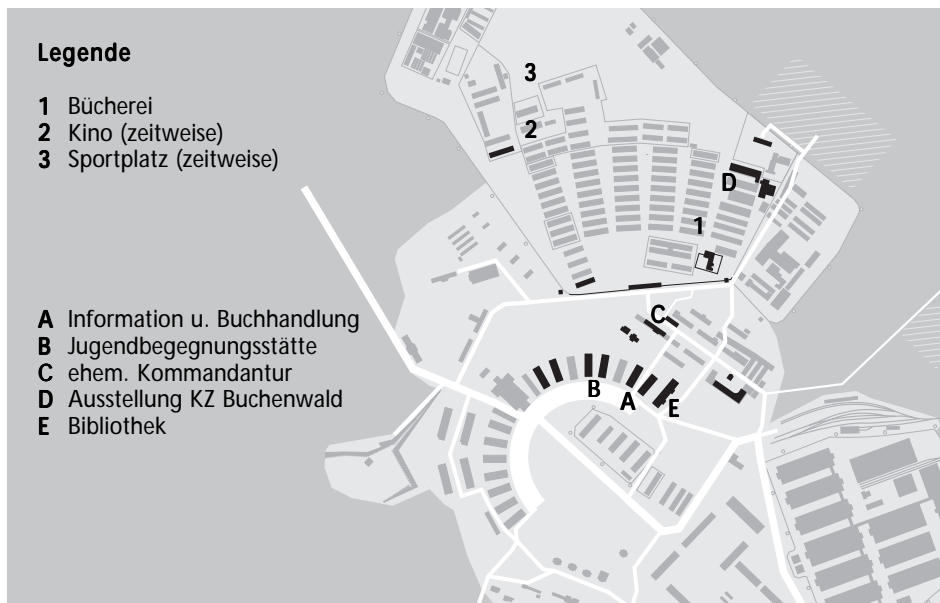 Legende
1 Bücherei
2 Kino (zeitweise)
3 Sportplatz (zeitweise)
A Information u. Buchhandlung
B Jugendbegegnungsstätte
C ehem. Kommandantur
D Ausstellung KZ Buchenwald
E Bibliothek
3
2
D
1
C
B
A
E